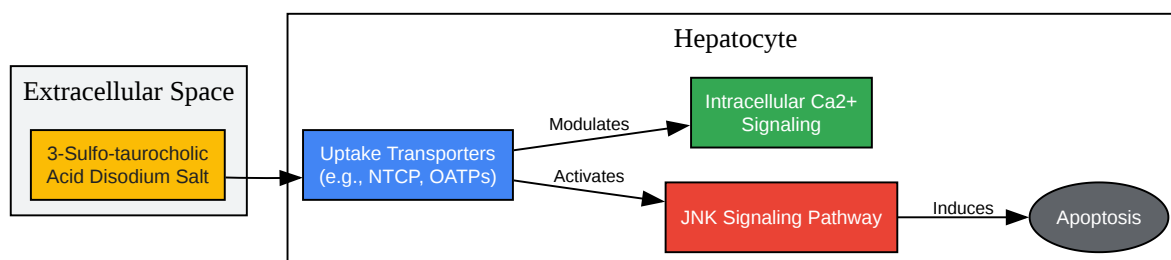 Hepatocyte
Extracellular Space
3-Sulfo-taurocholic
Acid Disodium Salt
Uptake Transporters
(e.g., NTCP, OATPs)
Modulates
Intracellular Ca2+
Signaling
Activates
JNK Signaling Pathway
Induces
Apoptosis